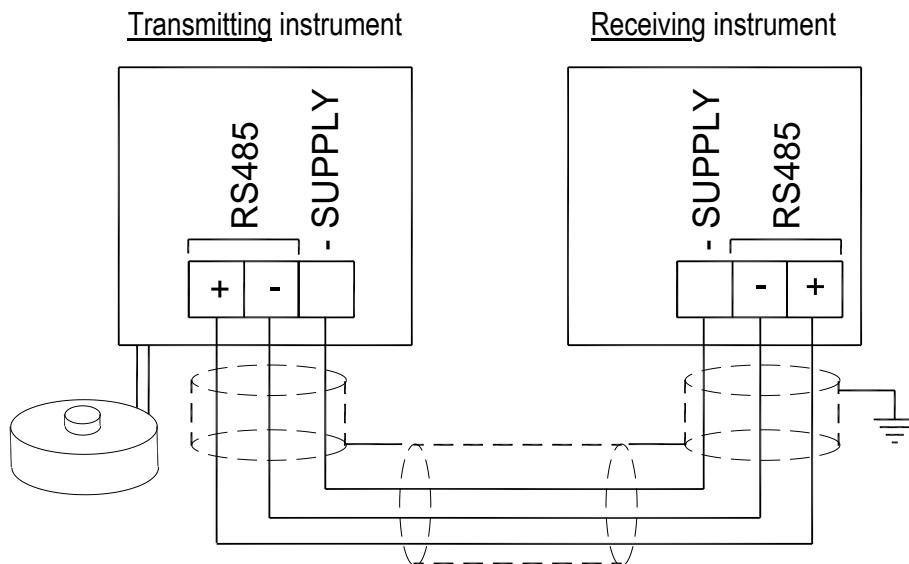 Transmitting instrument
Receiving instrument
RS485
- SUPPLY
- SUPPLY
RS485
+
-
-
+